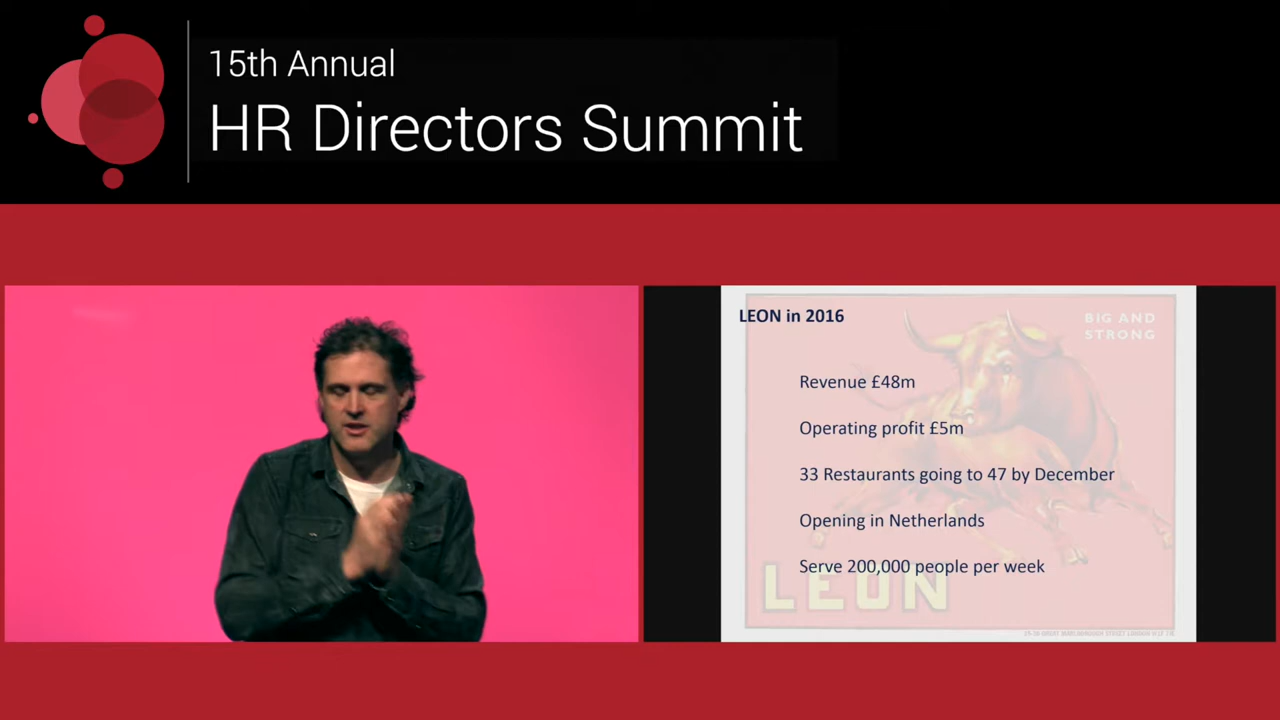 15th Annual
HR Directors Summit
LEON in 2016
BIG AND
STRONG
Revenue £48m
Operating profit £5m
33 Restaurants going to 47 by December
Opening in Netherlands
Serve 200,000 people per week
LEON